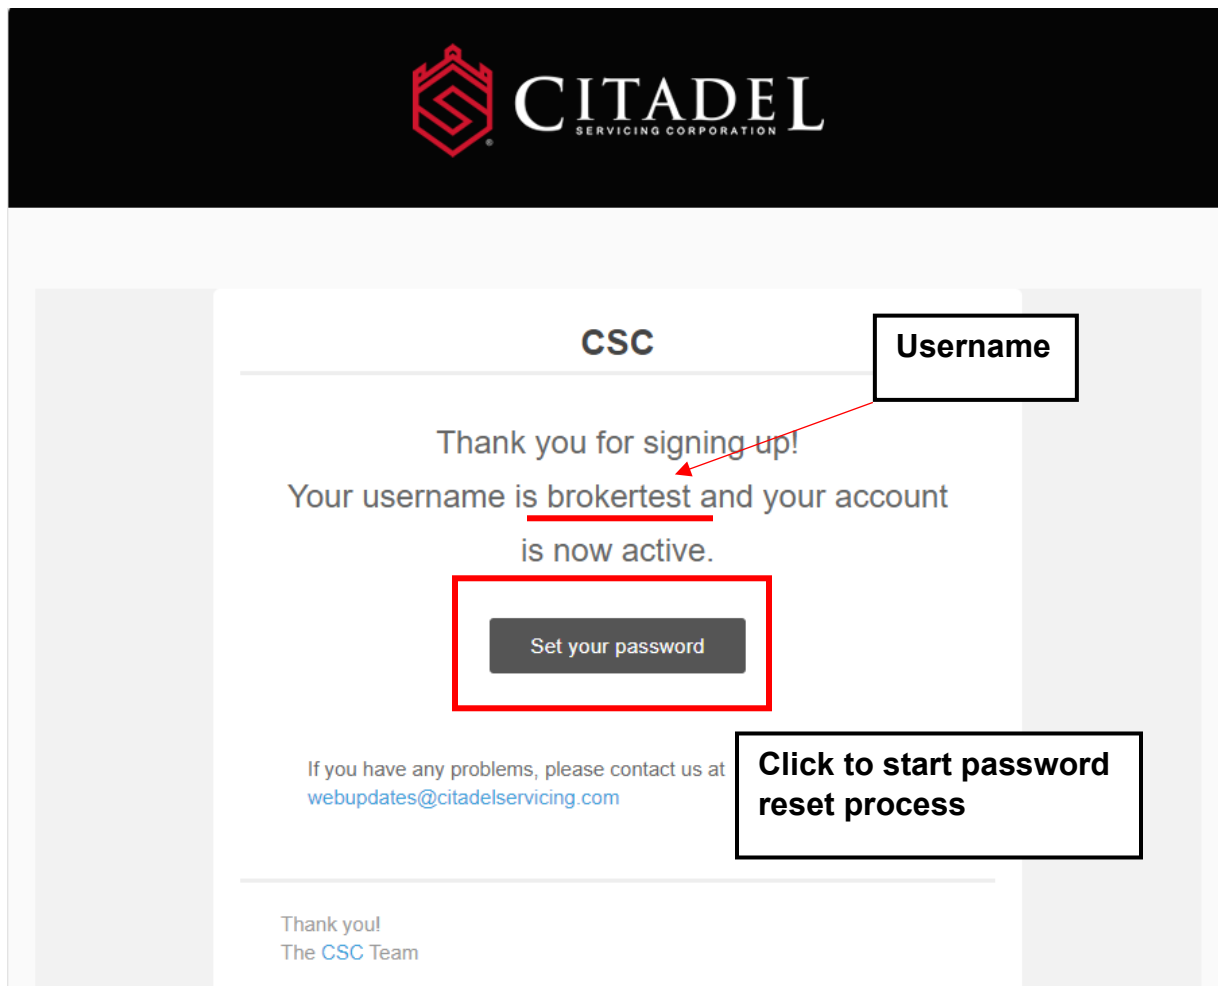 CITADEL
SERVICING CORPORATION
®
CSC
Username
Thank you for signing up!
Your username is brokertest and your account
is now active.
Set your password
If you have any problems, please contact us at
webupdates@citadelservicing.com
Click to start password
reset process
Thank you!
The CSC Team